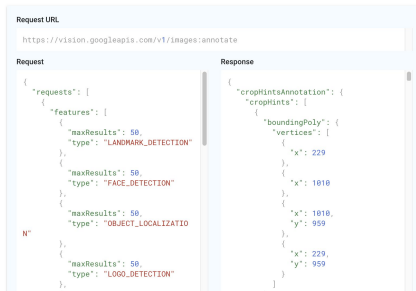 Request URL
https://vision.googleapis.com/v1/images:annotate
Request
{
"requests": [
{
"features": [
{
"maxResults": 50,
"type": "LANDMARK_DETECTION"
},
{
"maxResults": 50,
"type": "FACE_DETECTION"
},
{
"maxResults": 50,
"type": "OBJECT_LOCALIZATIO
N"
},
{
"maxResults": 50,
"type": "LOGO_DETECTION"
},
Response
{
"cropHintsAnnotation": {
"cropHints": [
{
"boundingPoly": {
"vertices": [
{
"x": 229
},
{
"x": 1010
},
{
"x": 1010,
"y": 959
},
{
"x": 229,
"y": 959
}
]